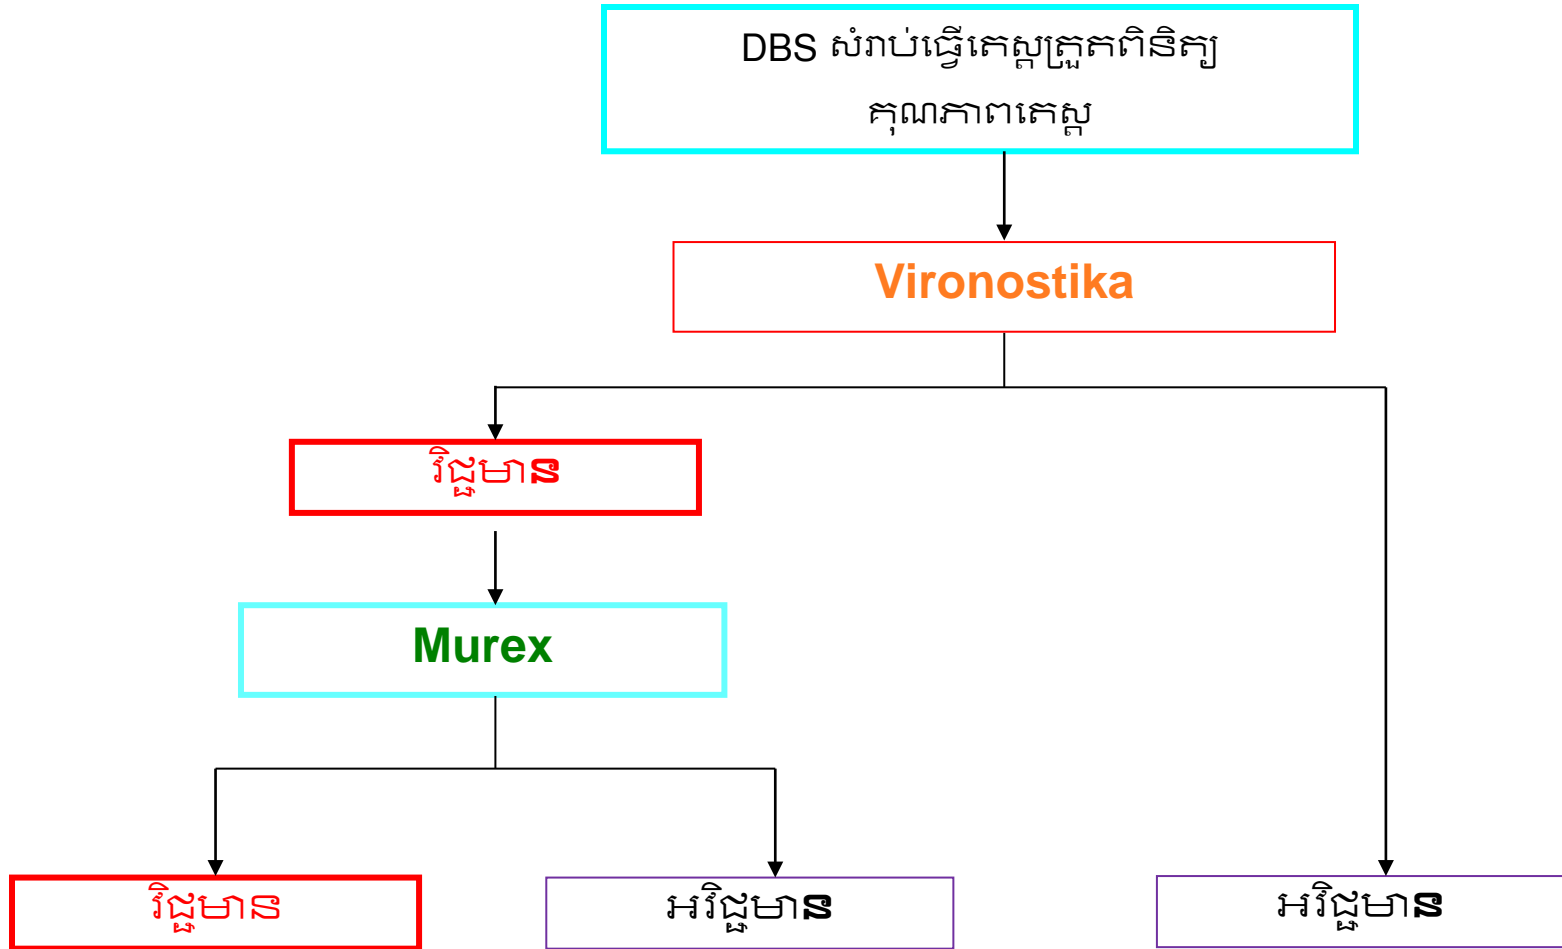 DBS សំរាប់ធ្វើតេស្តត្រួតពិនិត្យ
គុណភាពតេស្ត
Vironostika
វិជ្ជមាន
Murex
វិជ្ជមាន
អវិជ្ជមាន
អវិជ្ជមាន